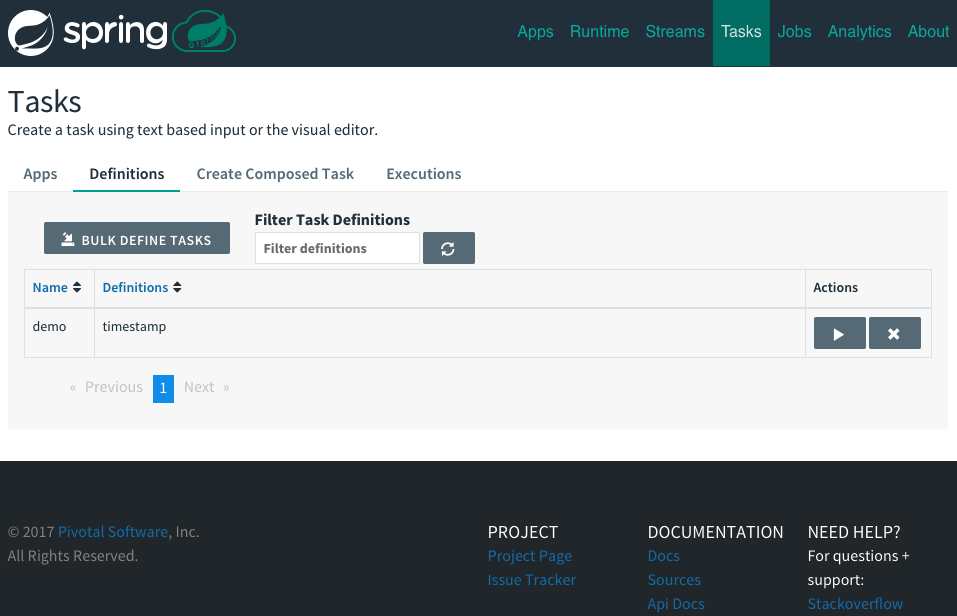 spring
Apps Runtime Streams Tasks Jobs Analytics About
Tasks
Create a task using text based input or the visual editor.
Apps Definitions Create Composed Task Executions
Filter Task Definitions
BULK DEFINE TASKS Filter definitions
Name Definitions Actions
demo timestamp
« Previous 1 Next »
© 2017 Pivotal Software, Inc. PROJECT DOCUMENTATION NEED HELP?
All Rights Reserved. Project Page Docs For questions +
Issue Tracker Sources support:
Api Docs Stackoverflow